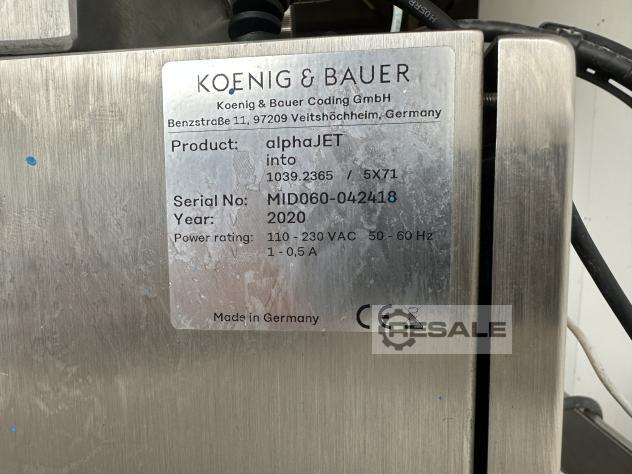 KOENIG & BAUER
Koenig & Bauer Coding GmbH
Benzstraße 11, 97209 Veitshöchheim, Germany
Product: alphaJET
into
1039.2365 / 5X71
Serial No: MID060-042418
Year: 2020
Power rating: 110 - 230 VAC 50 - 60 Hz
1 - 0,5 A
Made in Germany CE
RESALE